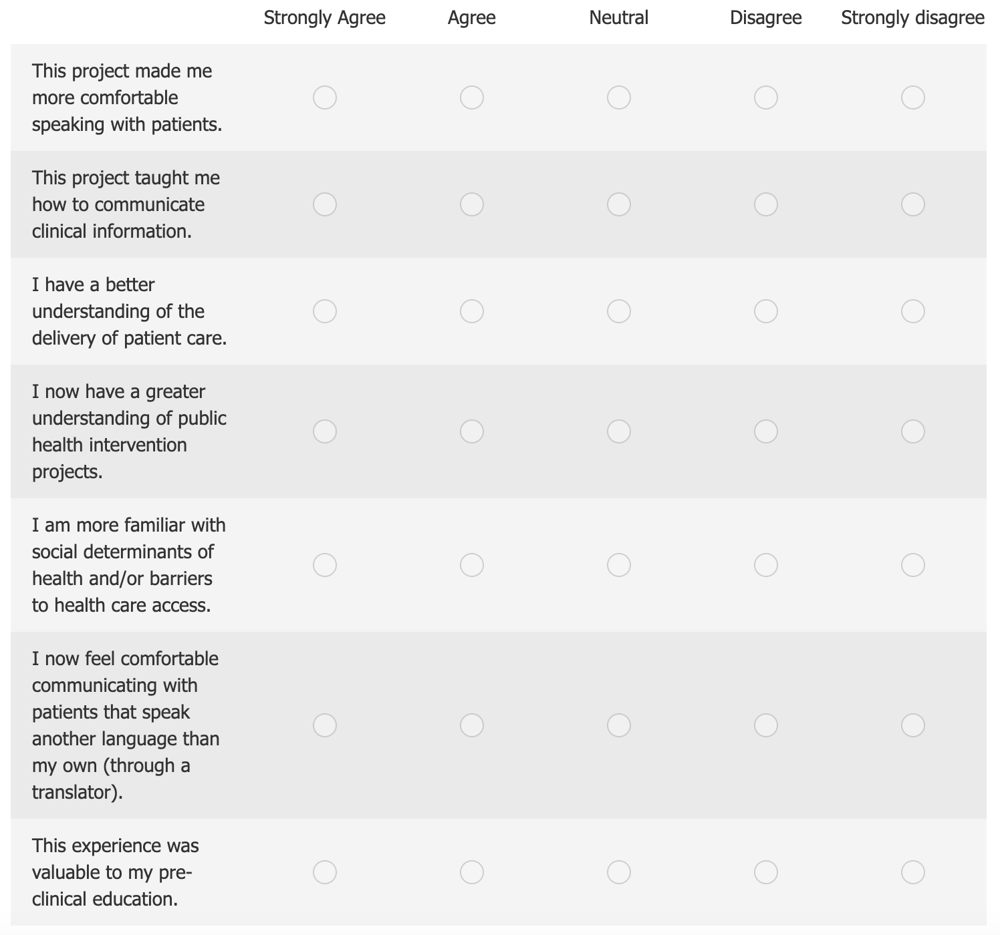 Strongly Agree Agree Neutral Disagree Strongly disagree
This project made me
more comfortable
speaking with patients.
This project taught me
how to communicate
clinical information.
I have a better
understanding of the
delivery of patient care.
I now have a greater
understanding of public
health intervention
projects.
I am more familiar with
social determinants of
health and/or barriers
to health care access.
I now feel comfortable
communicating with
patients that speak
another language than
my own (through a
translator).
This experience was
valuable to my pre-
clinical education.